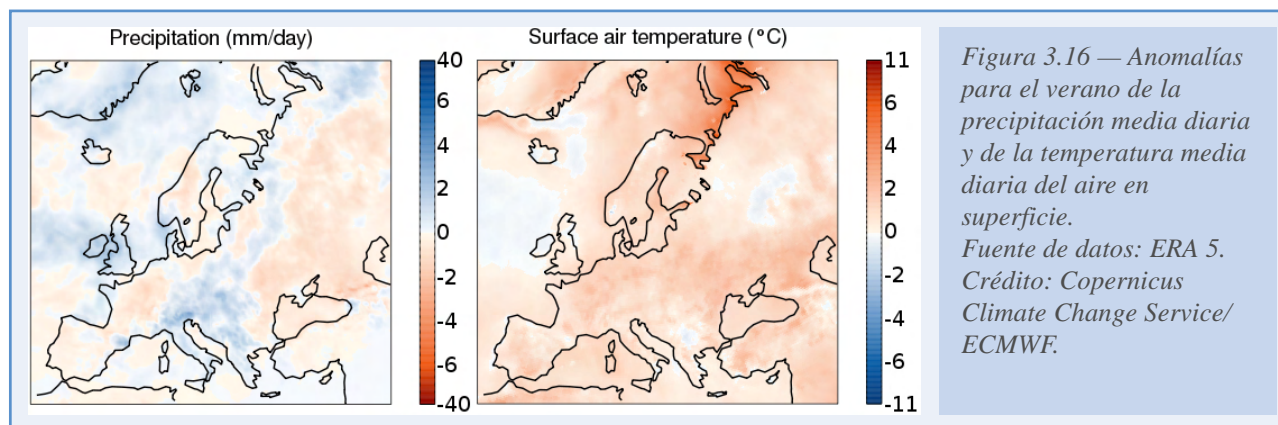 Precipitation (mm/day)
40
6
4
2
0
-2
-4
-6
-40
Surface air temperature (°C)
11
6
4
2
0
-2
-4
-6
-11
Figura 3.16 — Anomalías
para el verano de la
precipitación media diaria
y de la temperatura media
diaria del aire en
superficie.
Fuente de datos: ERA 5.
Crédito: Copernicus
Climate Change Service/
ECMWF.